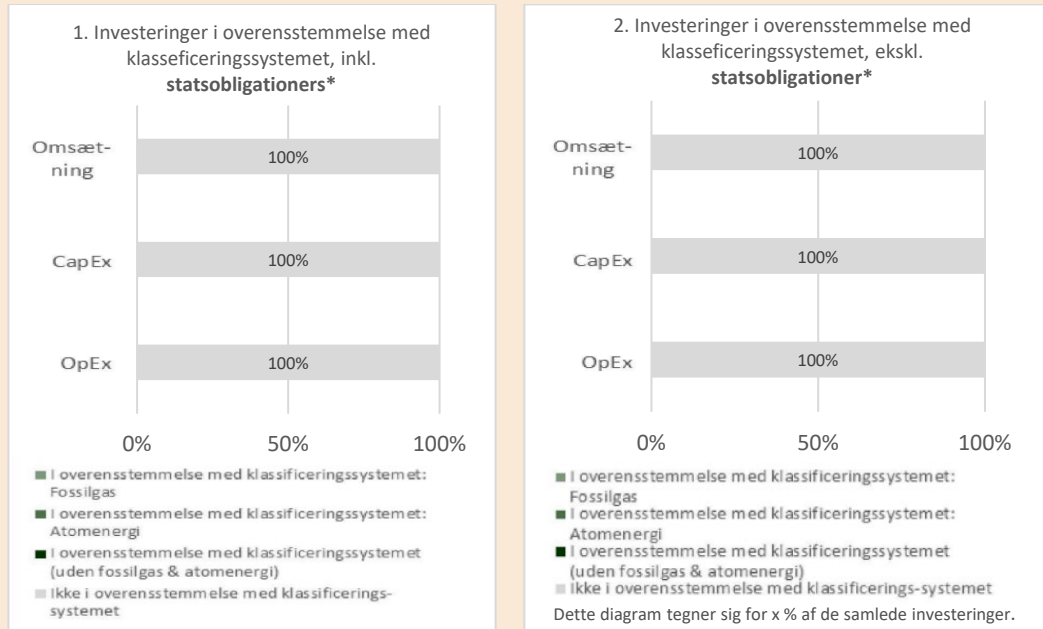 1. Investeringer i overensstemmelse med
klasseficeringssystemet, inkl.
statsobligationers*
Omsæt-
ning
100%
CapEx
100%
OpEx
100%
0%
50%
100%
I overensstemmelse med klassificeringssystemet:
Fossilgas
I overensstemmelse med klassificeringssystemet:
Atomenergi
I overensstemmelse med klassificeringssystemet
(uden fossilgas & atomenergi)
Ikke i overensstemmelse med klassificerings-
systemet
2. Investeringer i overensstemmelse med
klasseficeringssystemet, ekskl.
statsobligationer*
Omsæt-
ning
100%
CapEx
100%
OpEx
100%
0%
50%
100%
I overensstemmelse med klassificeringssystemet:
Fossilgas
I overensstemmelse med klassificeringssystemet:
Atomenergi
I overensstemmelse med klassificeringssystemet
(uden fossilgas & atomenergi)
Ikke i overensstemmelse med klassificerings-systemet
Dette diagram tegner sig for x % af de samlede investeringer.